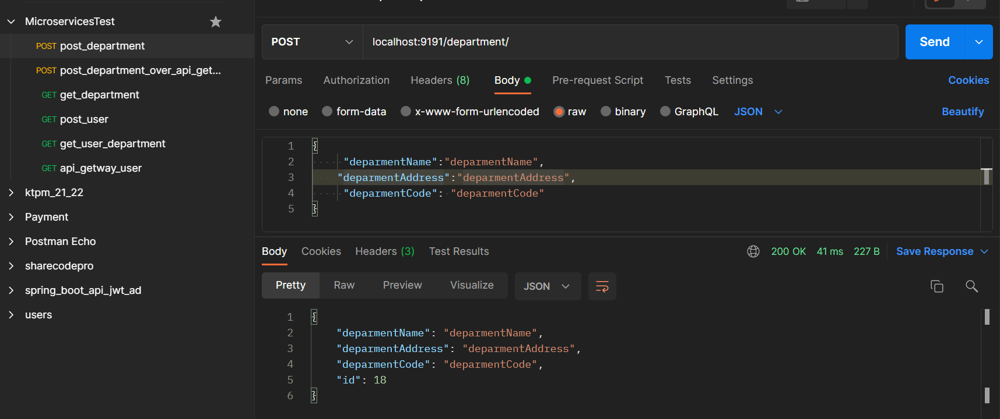 MicroservicesTest
POST post_department
POST post_department_over_api_get...
GET get_department
GET post_user
GET get_user_department
GET api_getway_user
ktpm_21_22
Payment
Postman Echo
sharecodepro
spring_boot_api_jwt_ad
users
POST localhost:9191/department/ Send
Params Authorization Headers (8) Body Pre-request Script Tests Settings Cookies
none form-data x-www-form-urlencoded raw binary GraphQL JSON Beautify
1 {
2 "deparmentName":"deparmentName",
3 "deparmentAddress":"deparmentAddress",
4 "deparmentCode": "deparmentCode"
5 }
Body Cookies Headers (3) Test Results 200 OK 41 ms 227 B Save Response
Pretty Raw Preview Visualize JSON
1 {
2 "deparmentName": "deparmentName",
3 "deparmentAddress": "deparmentAddress",
4 "deparmentCode": "deparmentCode",
5 "id": 18
6 }